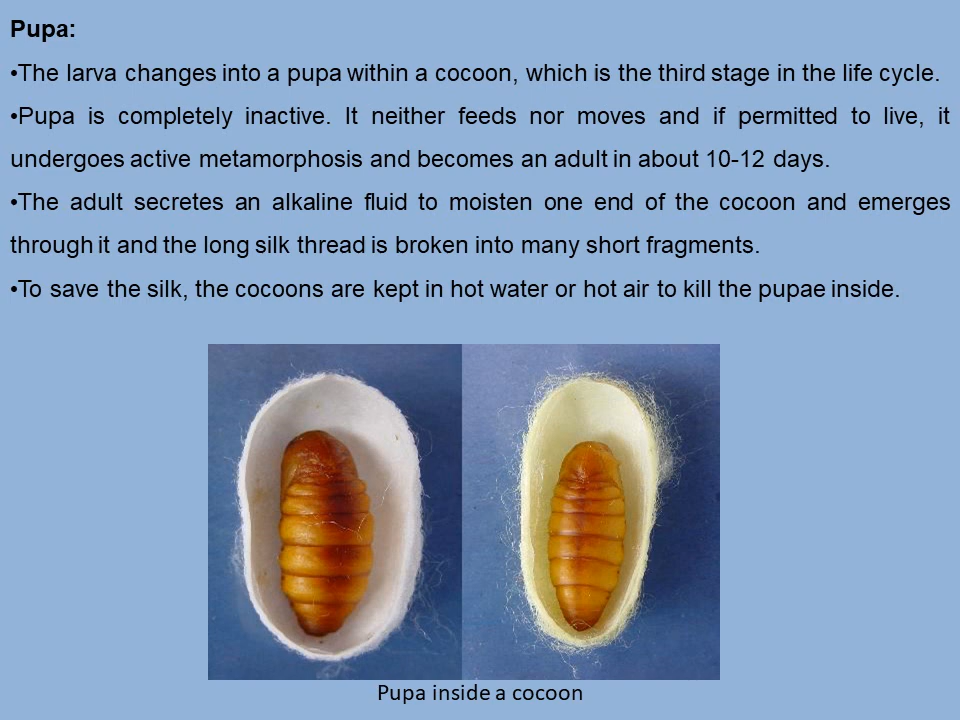 Pupa:
•The larva changes into a pupa within a cocoon, which is the third stage in the life cycle.
•Pupa is completely inactive. It neither feeds nor moves and if permitted to live, it
undergoes active metamorphosis and becomes an adult in about 10-12 days.
•The adult secretes an alkaline fluid to moisten one end of the cocoon and emerges
through it and the long silk thread is broken into many short fragments.
•To save the silk, the cocoons are kept in hot water or hot air to kill the pupae inside.
Pupa inside a cocoon